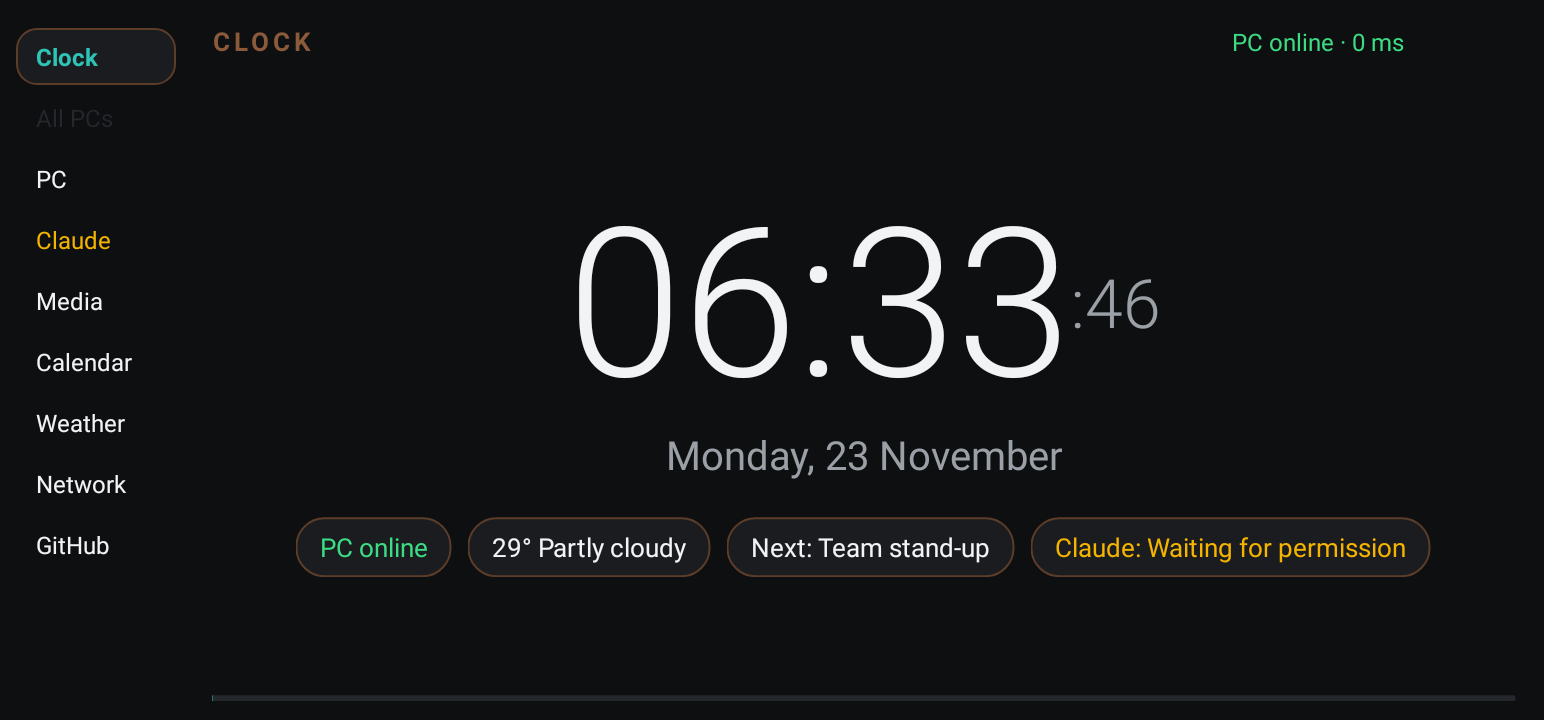 Clock
All PCs
PC
Claude
Media
Calendar
Weather
Network
GitHub
CLOCK
PC online · 0 ms
06:33:46
Monday, 23 November
PC online
29° Partly cloudy
Next: Team stand-up
Claude: Waiting for permission